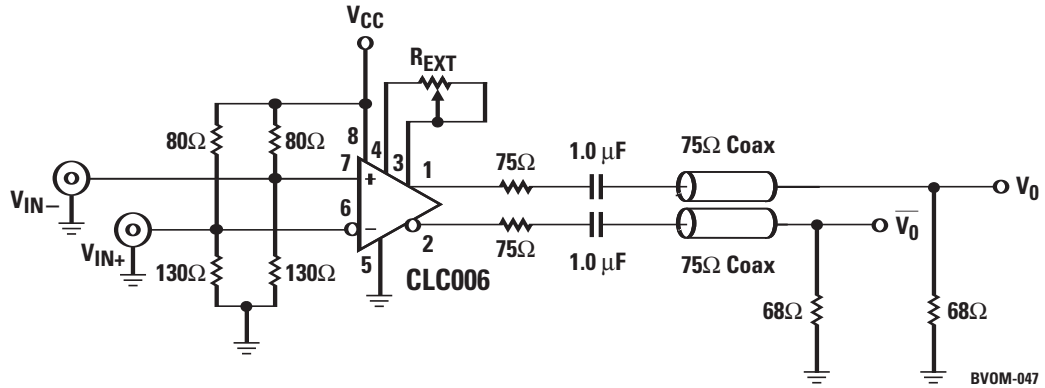 V_CC
R_EXT
80Ω
80Ω
8
4
3
1
75Ω
1.0 μF
75Ω Coax
7
+
V_IN–
V_0
6
–
V_IN+
2
V̅_0̅
5
CLC006
75Ω
1.0 μF
75Ω Coax
130Ω
130Ω
68Ω
68Ω
BVOM-047